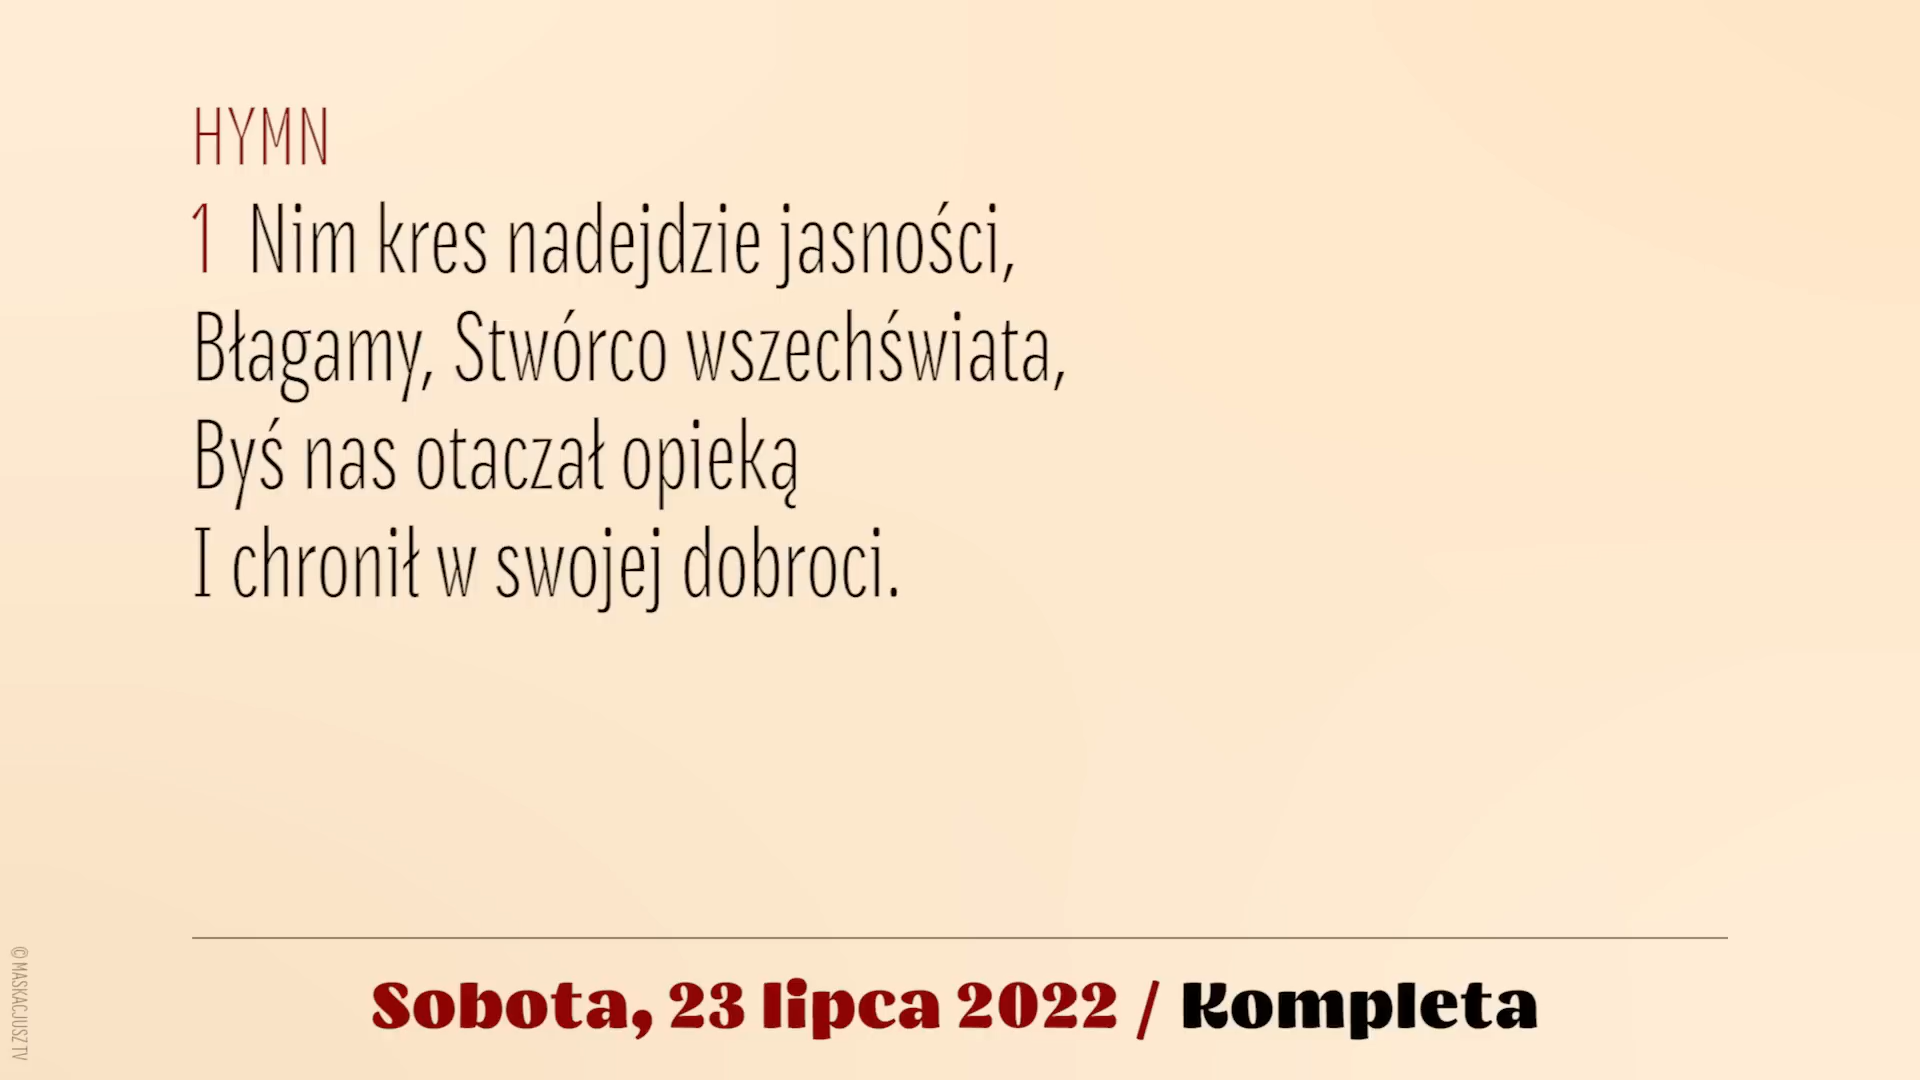 HYMN
1 Nim kres nadejdzie jasności,
Błagamy, Stwórco wszechświata,
Byś nas otaczał opieką
I chronił w swojej dobroci.
Sobota, 23 lipca 2022 / Kompleta
© MASKACJUSZ TV